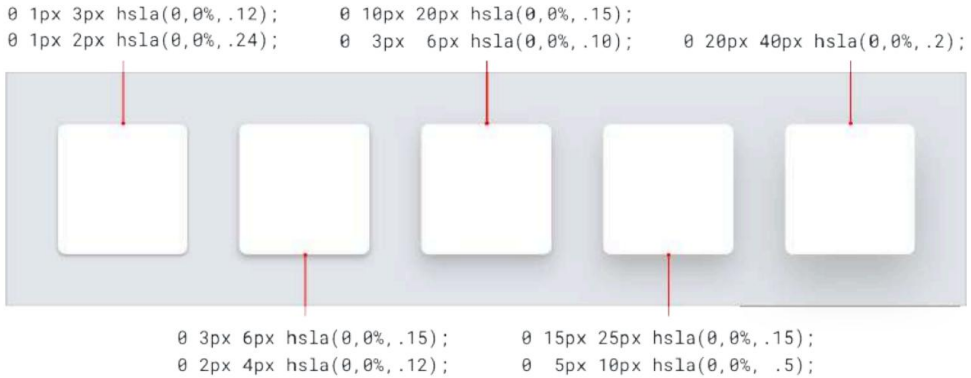 0 1px 3px hsla(0,0%,.12);
0 1px 2px hsla(0,0%,.24);
0 10px 20px hsla(0,0%,.15);
0 3px 6px hsla(0,0%,.10);
0 20px 40px hsla(0,0%,.2);
0 3px 6px hsla(0,0%,.15);
0 2px 4px hsla(0,0%,.12);
0 15px 25px hsla(0,0%,.15);
0 5px 10px hsla(0,0%, .5);